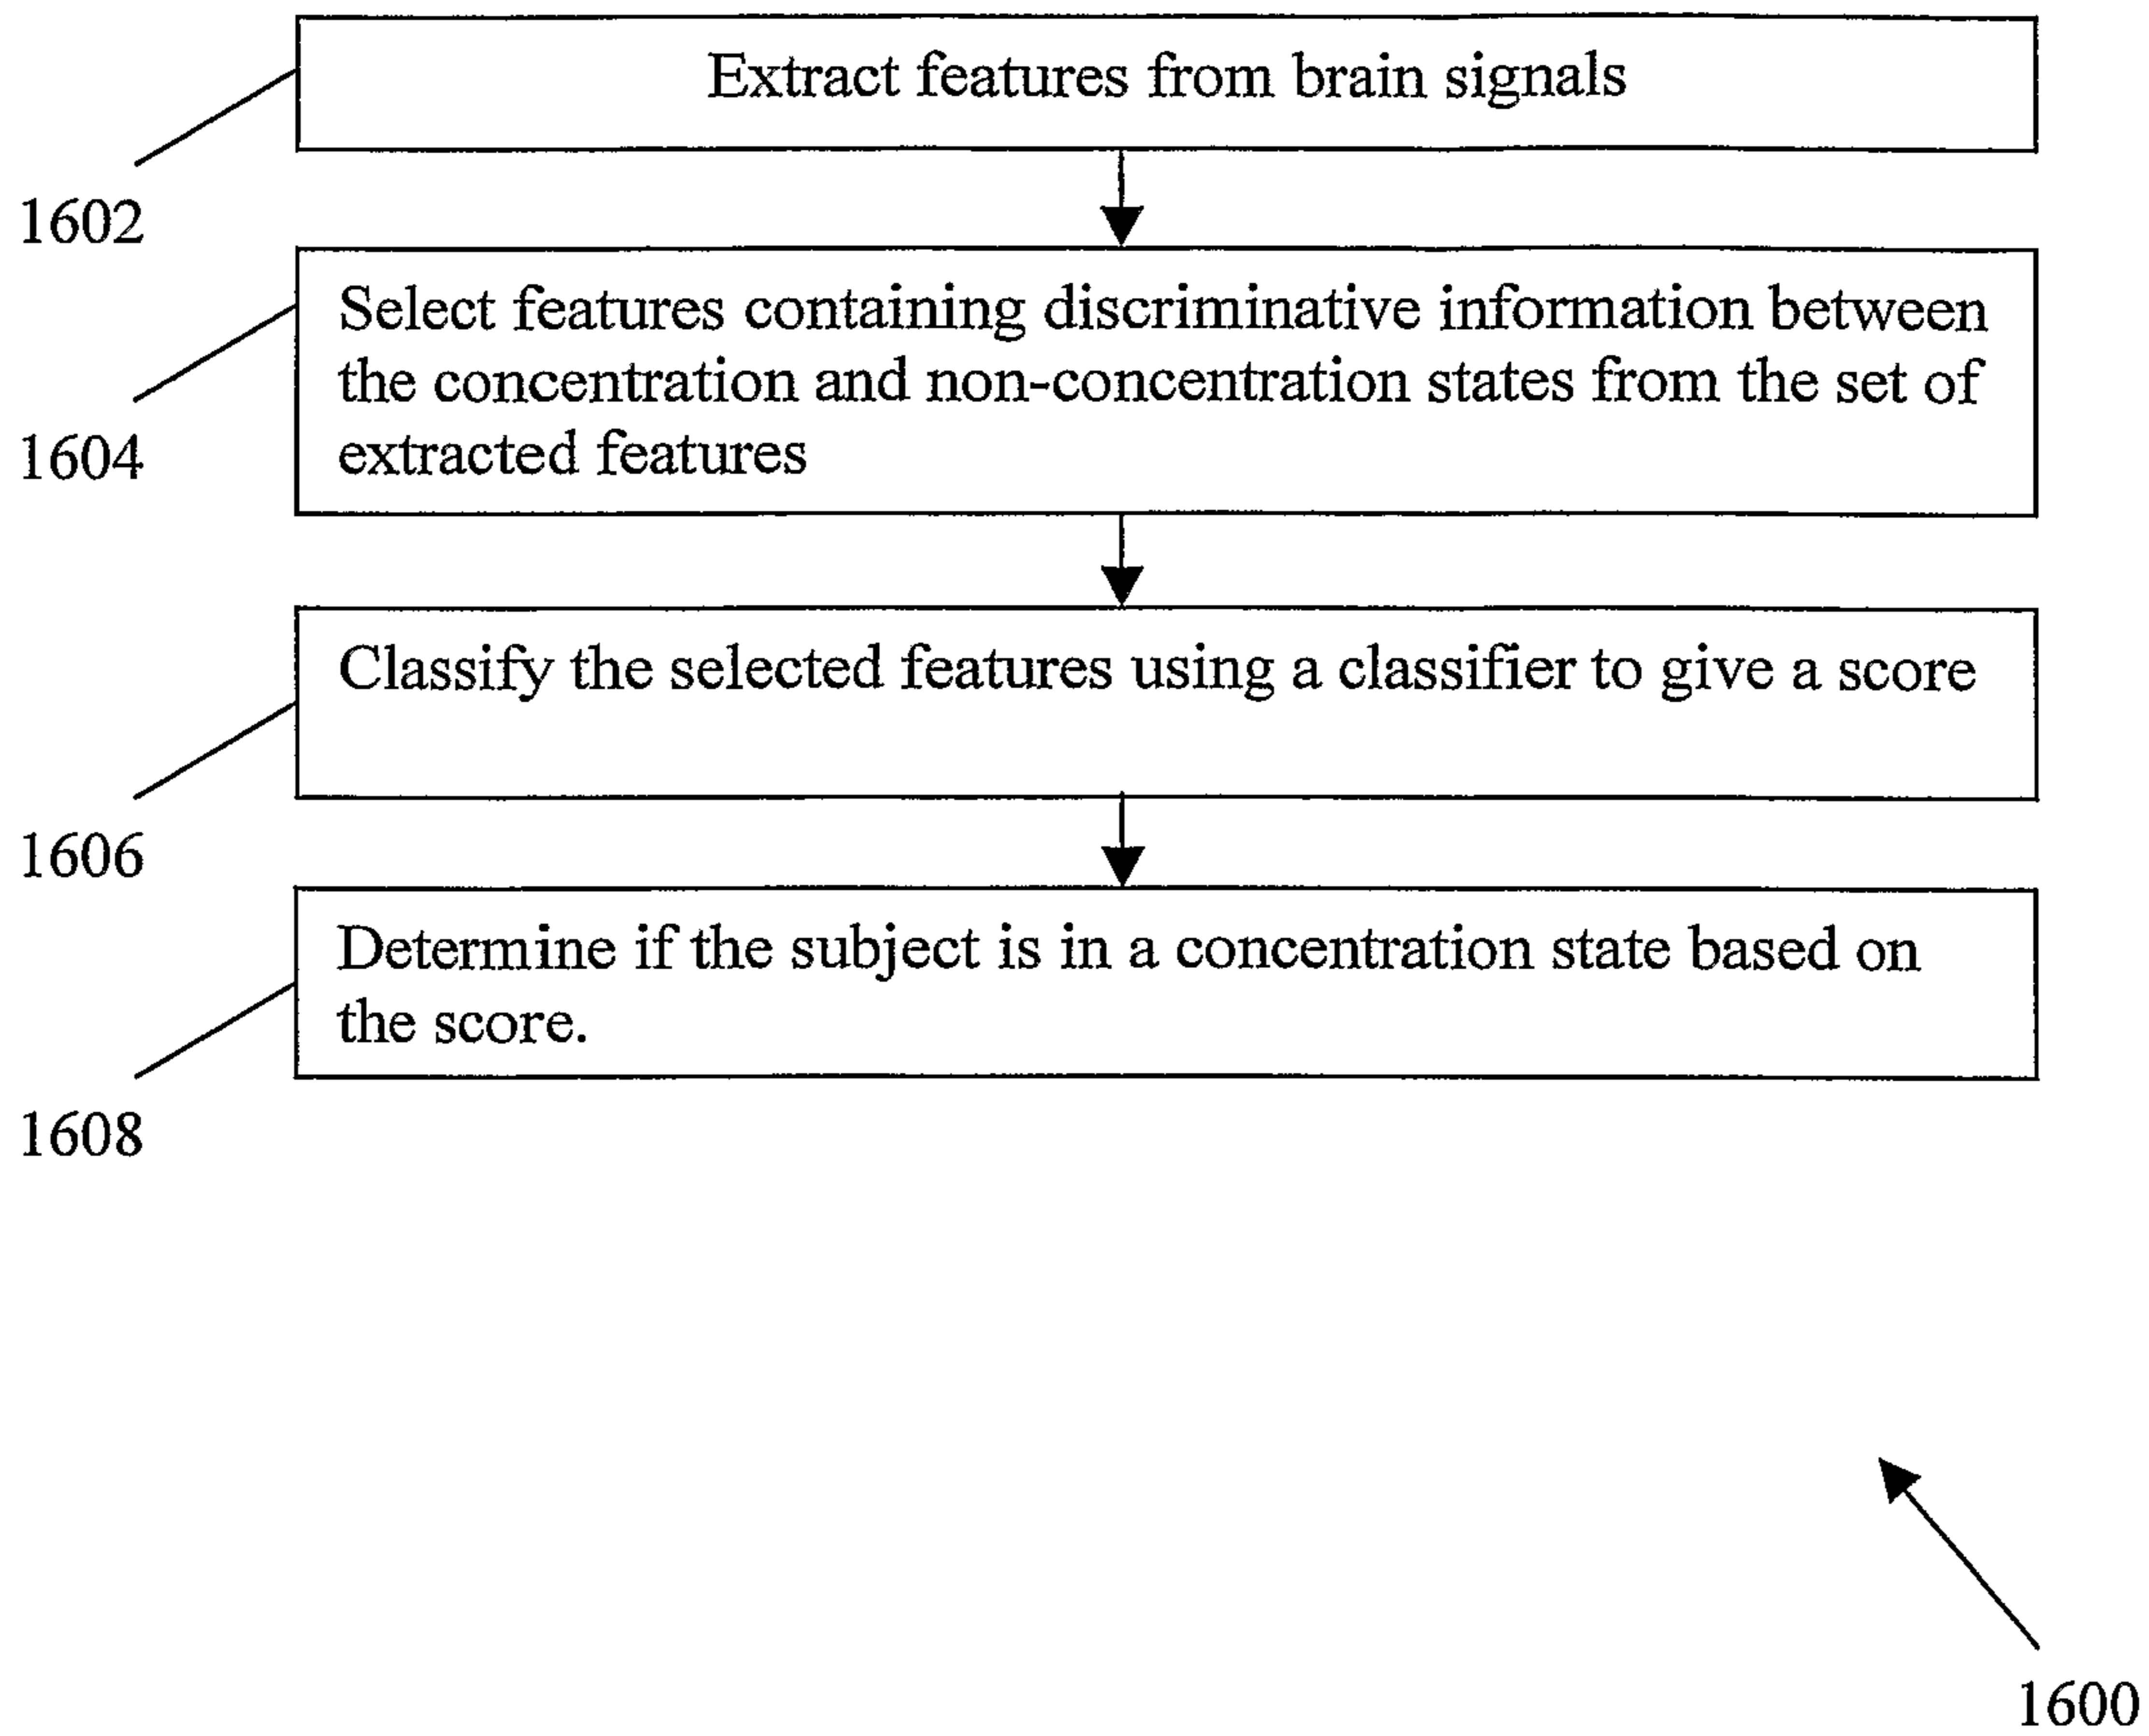 Extract features from brain signals
1602
Select features containing discriminative information between
the concentration and non-concentration states from the set of
extracted features
1604
Classify the selected features using a classifier to give a score
1606
Determine if the subject is in a concentration state based on
the score.
1608
1600